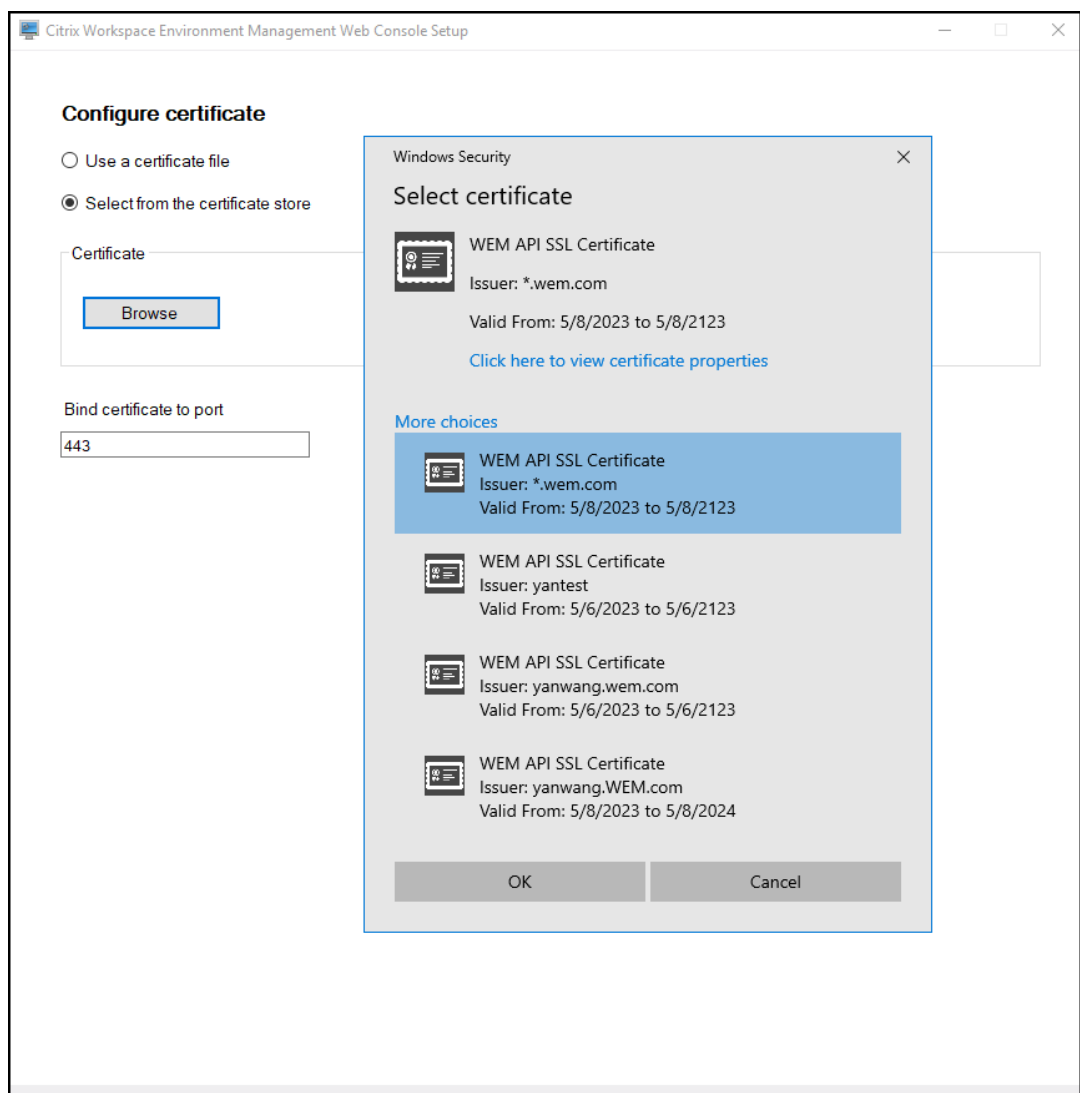 Citrix Workspace Environment Management Web Console Setup
Configure certificate
Use a certificate file
Select from the certificate store
Certificate
Browse
Bind certificate to port
443
Windows Security
Select certificate
WEM API SSL Certificate
Issuer: *.wem.com
Valid From: 5/8/2023 to 5/8/2123
Click here to view certificate properties
More choices
WEM API SSL Certificate
Issuer: *.wem.com
Valid From: 5/8/2023 to 5/8/2123
WEM API SSL Certificate
Issuer: yantest
Valid From: 5/6/2023 to 5/6/2123
WEM API SSL Certificate
Issuer: yanwang.wem.com
Valid From: 5/6/2023 to 5/6/2123
WEM API SSL Certificate
Issuer: yanwang.WEM.com
Valid From: 5/8/2023 to 5/8/2024
OK
Cancel